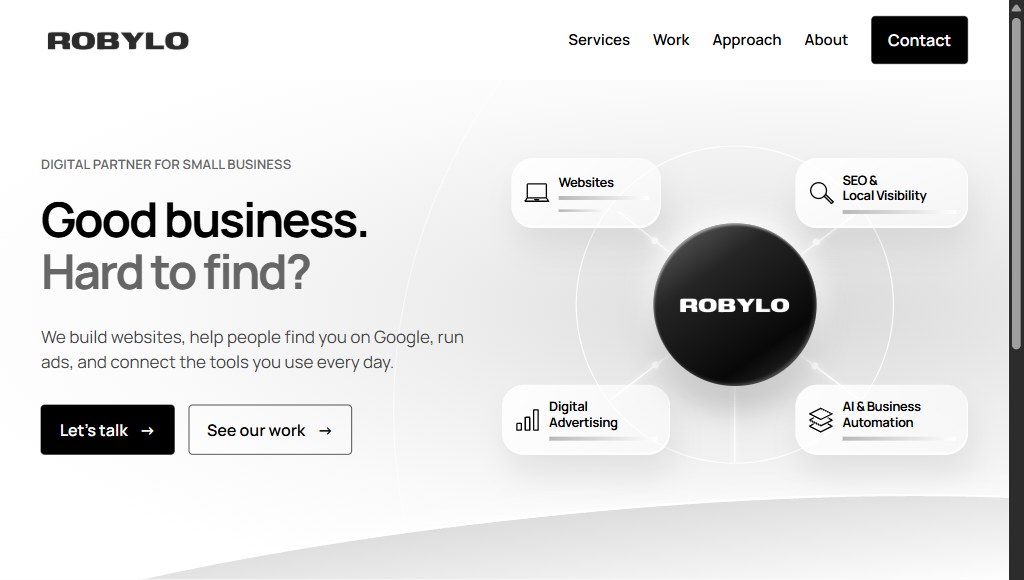 ROBYLO
Services
Work
Approach
About
Contact
DIGITAL PARTNER FOR SMALL BUSINESS
Good business.
Hard to find?
We build websites, help people find you on Google, run
ads, and connect the tools you use every day.
Let's talk →
See our work →
Websites
SEO &
Local Visibility
ROBYLO
Digital
Advertising
AI & Business
Automation